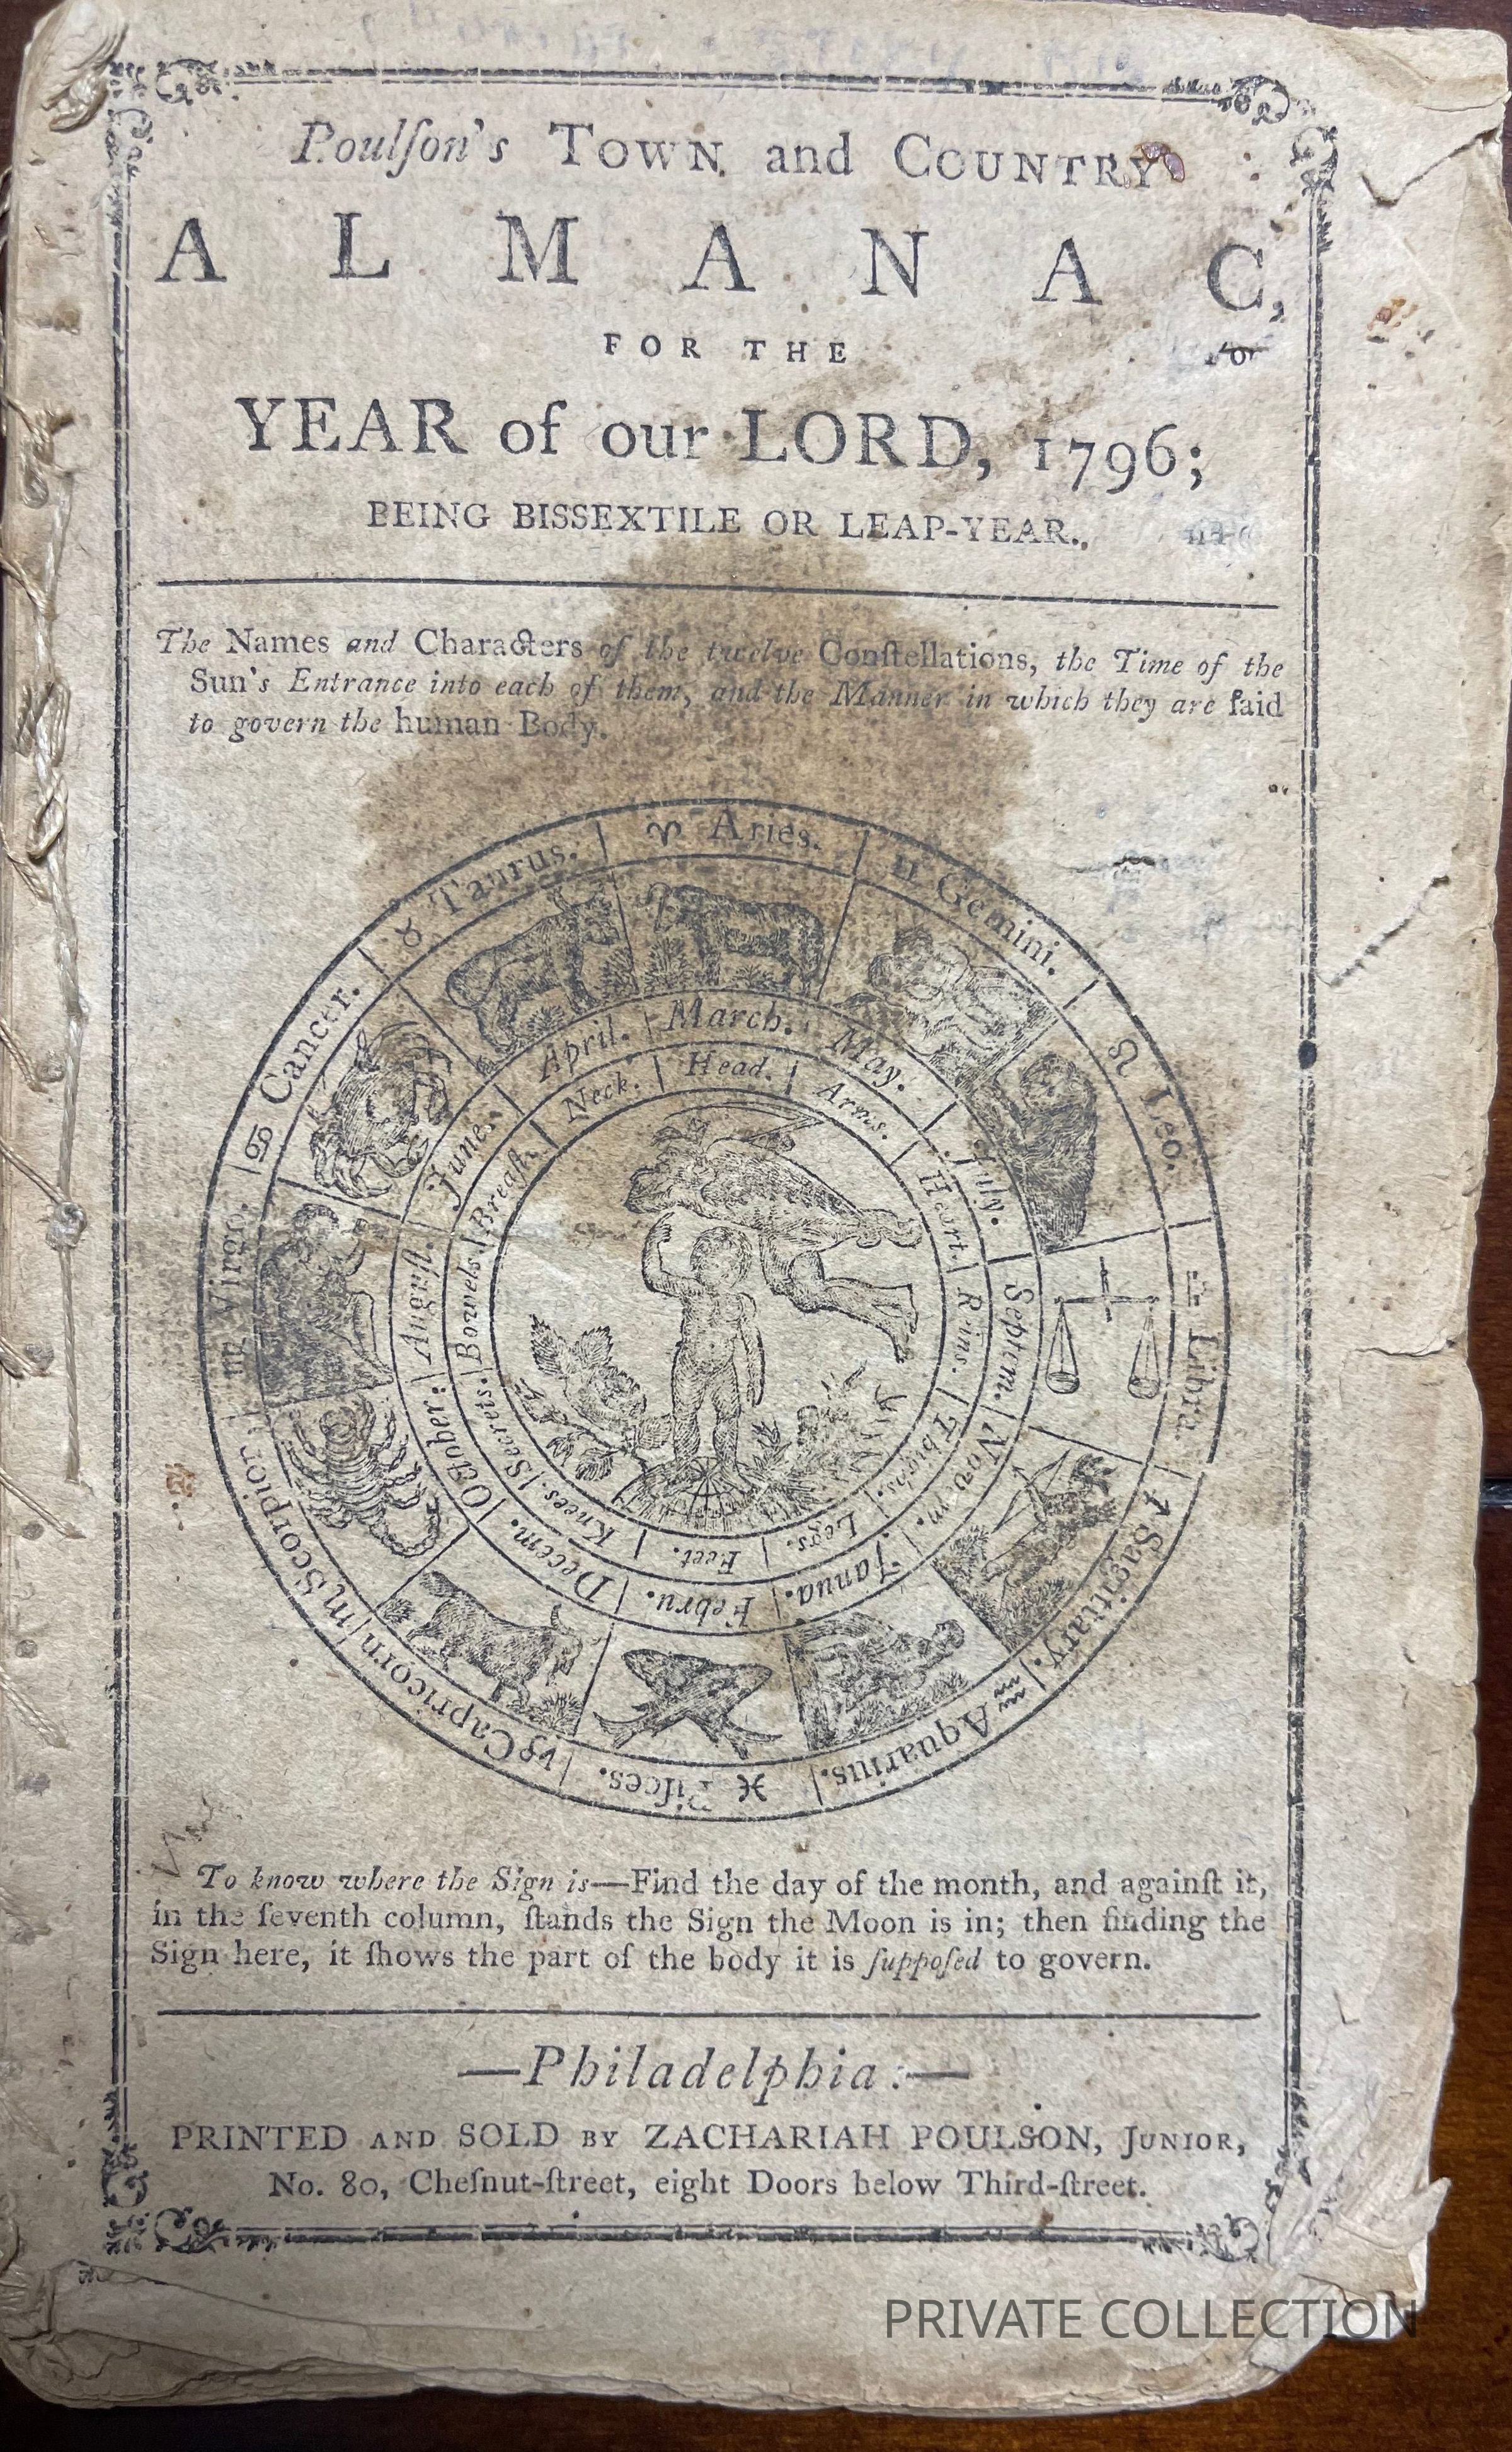 Poulſon's TOWN and COUNTRY
ALMANAC,
FOR THE
YEAR of our LORD, 1796;
BEING BISSEXTILE OR LEAP-YEAR.
The Names and Characters of the twelve Conſtellations, the Time of the
Sun's Entrance into each of them, and the Manner in which they are ſaid
to govern the human Body.
♈ Aries.
♊ Gemini.
♌ Leo.
♎ Libra.
♐ Sagittiary.
♒ Aquarius.
♓ Piſces.
♑ Capricorn
♏ Scorpio
♍ Virgo.
♋ Cancer.
♉ Taurus.
March.
May.
July.
Septem.
Novem.
Janua.
Febru.
Decem.
October.
Auguſt.
June.
April.
Head.
Arms.
Heart.
Reins.
Thighs.
Legs.
Feet.
Knees.
Secrets.
Bowels.
Breaſt.
Neck.
To know where the Sign is—Find the day of the month, and againſt it,
in the ſeventh column, ſtands the Sign the Moon is in; then finding the
Sign here, it ſhows the part of the body it is ſuppoſed to govern.
—Philadelphia:—
PRINTED AND SOLD BY ZACHARIAH POULSON, JUNIOR,
No. 80, Cheſnut-ſtreet, eight Doors below Third-ſtreet.
PRIVATE COLLECTION